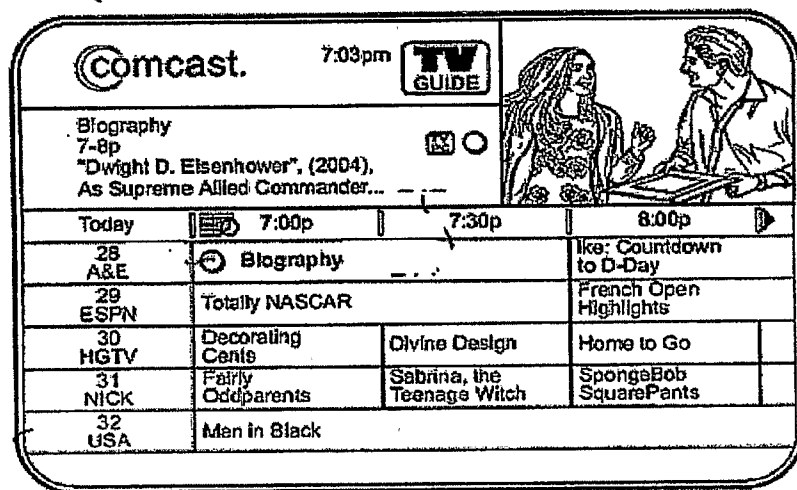 comcast.
7:03pm
TV
GUIDE
Biography
7-8p
"Dwight D. Eisenhower", (2004),
As Supreme Allied Commander...
Today 7:00p 7:30p 8:00p
28
A&E
Biography
Ike: Countdown
to D-Day
29
ESPN
Totally NASCAR
French Open
Highlights
30
HGTV
Decorating
Cents
Divine Design
Home to Go
31
NICK
Fairly
Oddparents
Sabrina, the
Teenage Witch
SpongeBob
SquarePants
32
USA
Men in Black